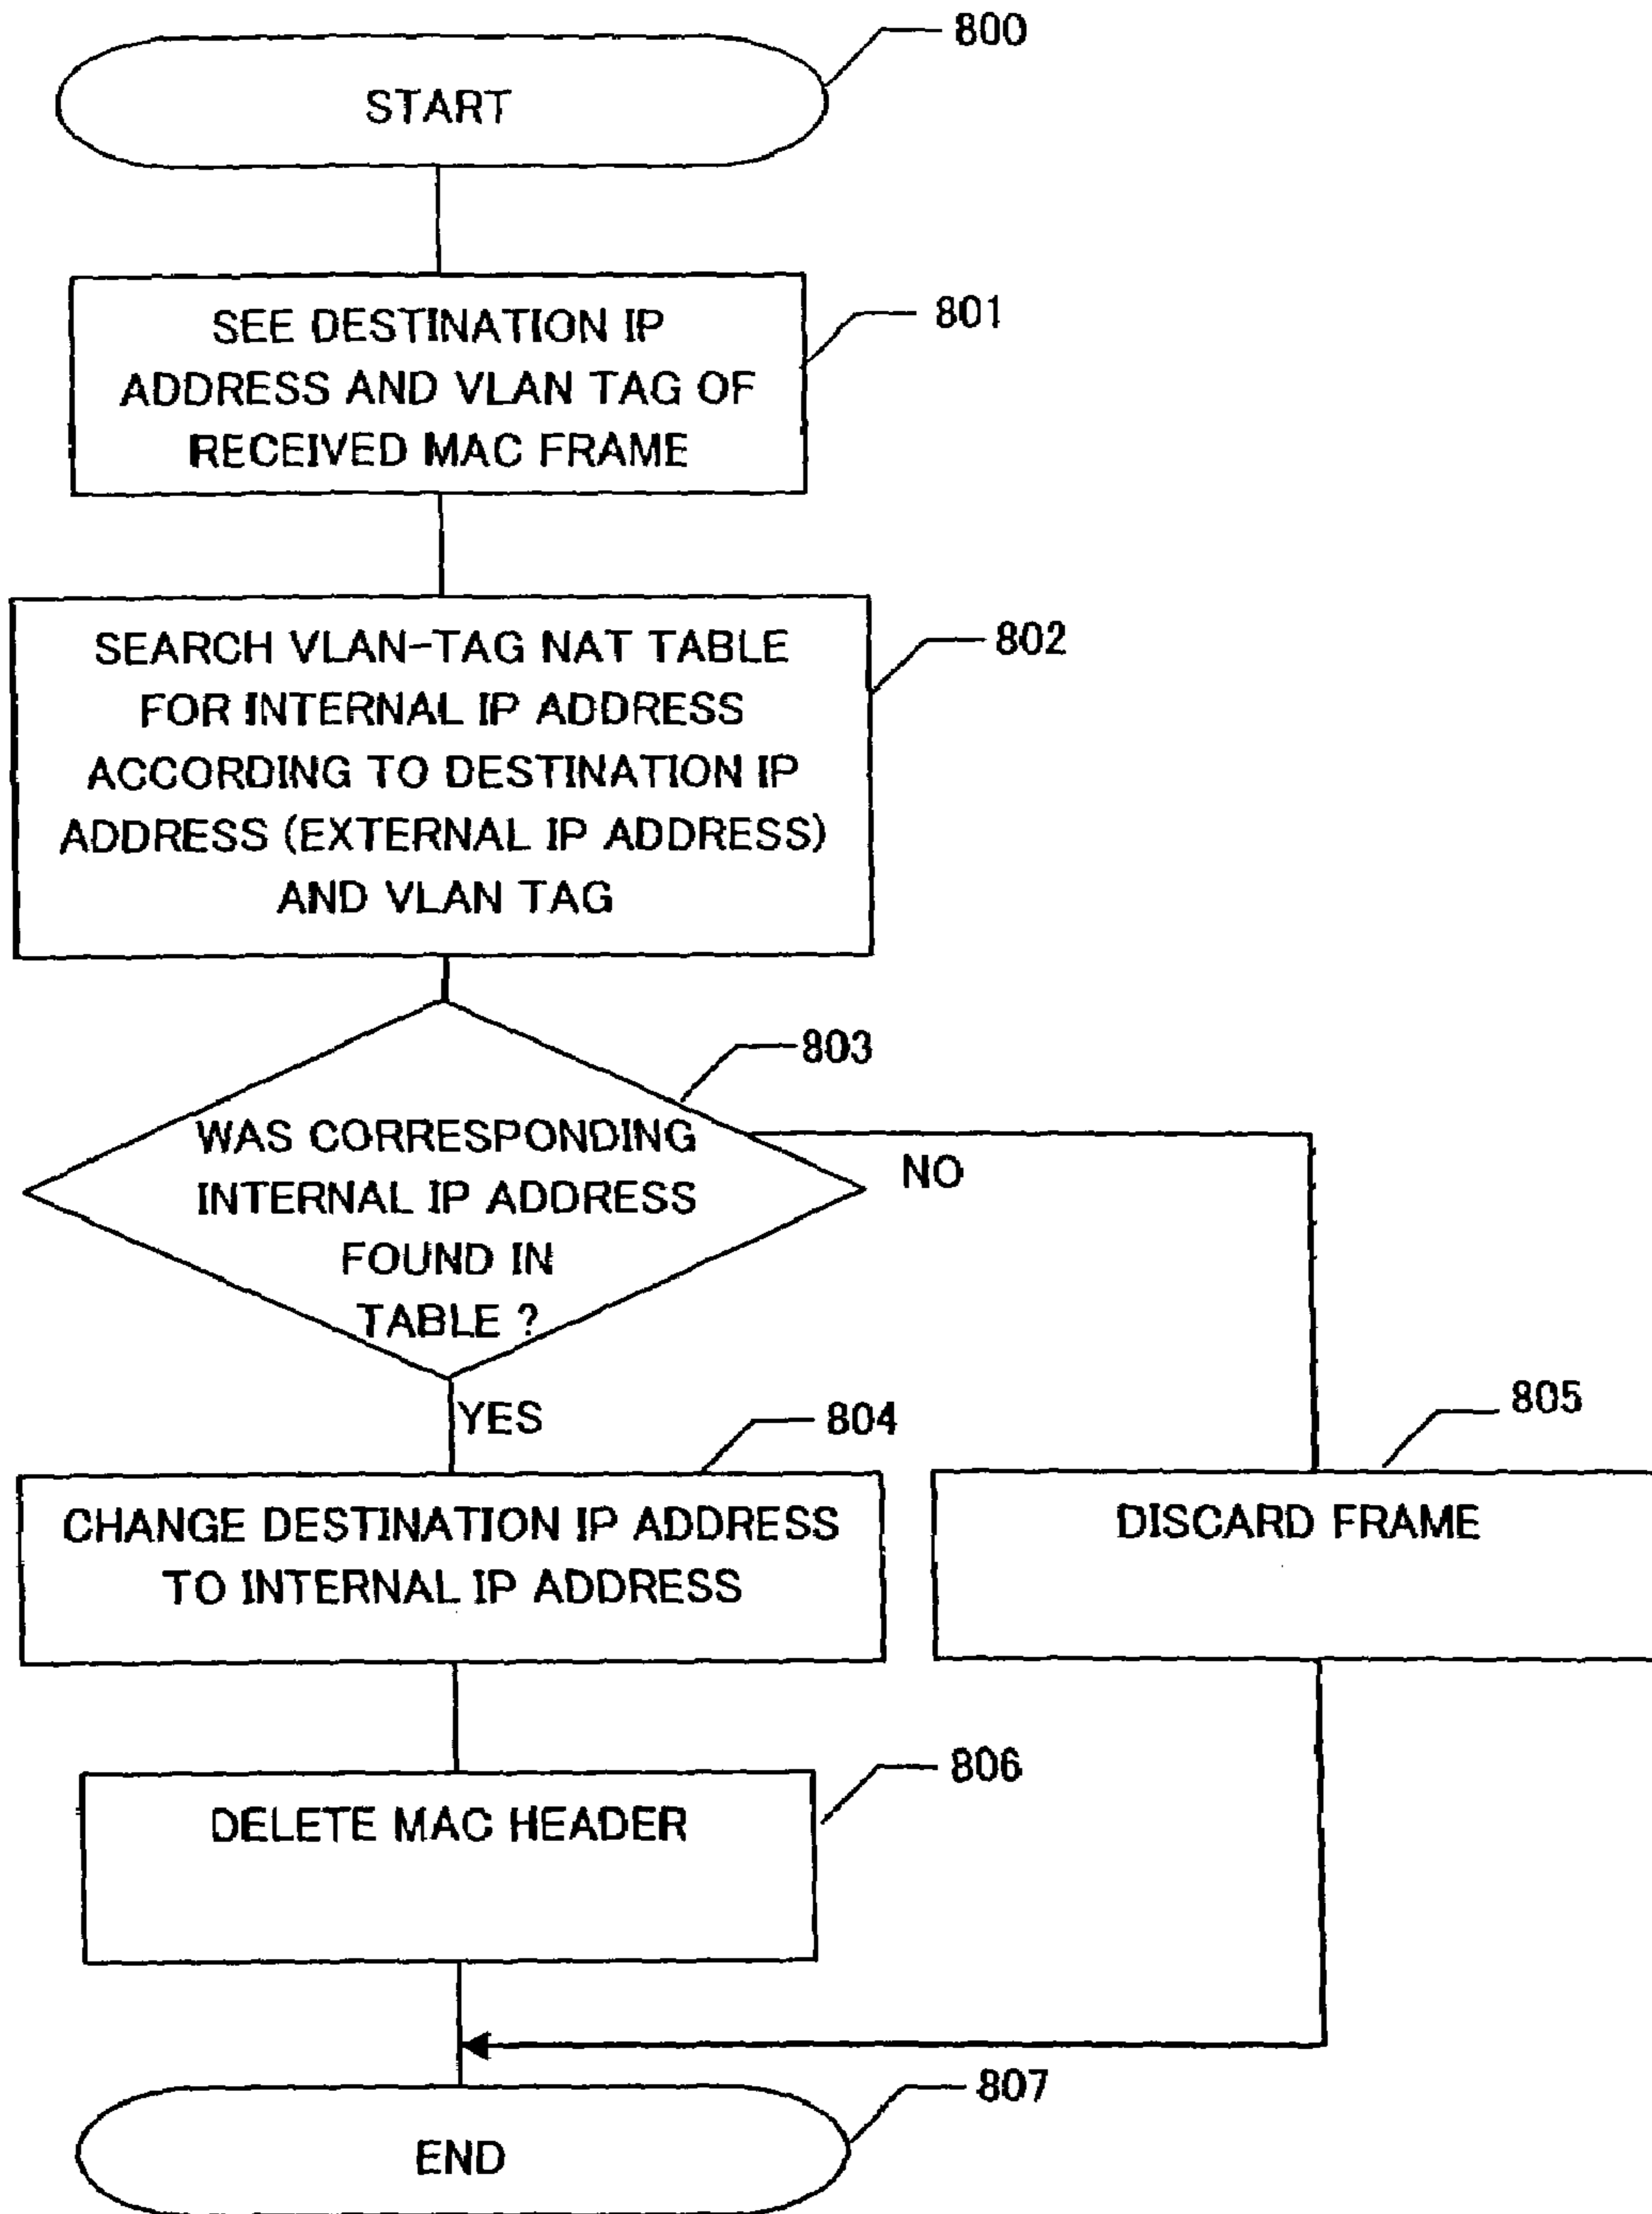 800
START
801
SEE DESTINATION IP
ADDRESS AND VLAN TAG OF
RECEIVED MAC FRAME
802
SEARCH VLAN-TAG NAT TABLE
FOR INTERNAL IP ADDRESS
ACCORDING TO DESTINATION IP
ADDRESS (EXTERNAL IP ADDRESS)
AND VLAN TAG
803
WAS CORRESPONDING
INTERNAL IP ADDRESS
FOUND IN
TABLE ?
NO
YES
804
CHANGE DESTINATION IP ADDRESS
TO INTERNAL IP ADDRESS
805
DISCARD FRAME
806
DELETE MAC HEADER
807
END